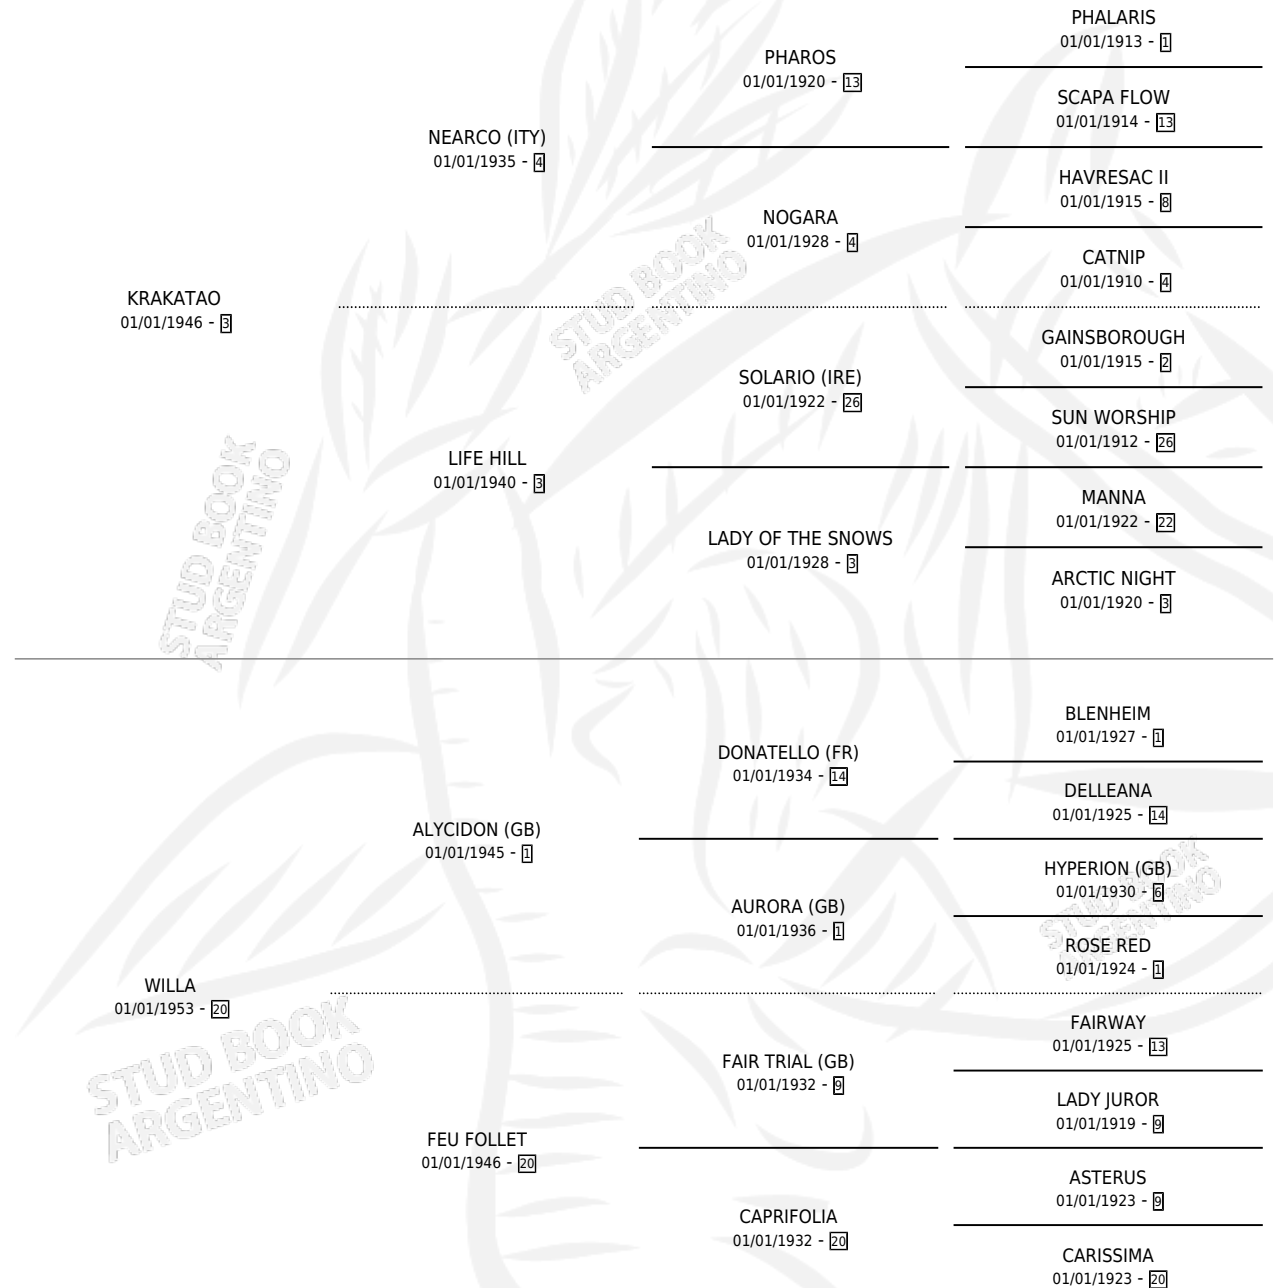 PHALARIS
01/01/1913 - 1
PHAROS
01/01/1920 - 13
SCAPA FLOW
01/01/1914 - 13
NEARCO (ITY)
01/01/1935 - 4
HAVRESAC II
01/01/1915 - 8
NOGARA
01/01/1928 - 4
CATNIP
01/01/1910 - 4
KRAKATAO
01/01/1946 - 3
STUD BOOK
ARGENTINO
GAINSBOROUGH
01/01/1915 - 2
SOLARIO (IRE)
01/01/1922 - 26
SUN WORSHIP
01/01/1912 - 26
LIFE HILL
01/01/1940 - 3
MANNA
01/01/1922 - 22
LADY OF THE SNOWS
01/01/1928 - 3
ARCTIC NIGHT
01/01/1920 - 3
STUD BOOK
ARGENTINO
BLENHEIM
01/01/1927 - 1
DONATELLO (FR)
01/01/1934 - 14
DELLEANA
01/01/1925 - 14
ALYCIDON (GB)
01/01/1945 - 1
HYPERION (GB)
01/01/1930 - 6
AURORA (GB)
01/01/1936 - 1
ROSE RED
01/01/1924 - 1
STUD BOOK
ARGENTINO
WILLA
01/01/1953 - 20
STUD BOOK
ARGENTINO
FAIRWAY
01/01/1925 - 13
FAIR TRIAL (GB)
01/01/1932 - 9
LADY JUROR
01/01/1919 - 9
FEU FOLLET
01/01/1946 - 20
ASTERUS
01/01/1923 - 9
CAPRIFOLIA
01/01/1932 - 20
CARISSIMA
01/01/1923 - 20